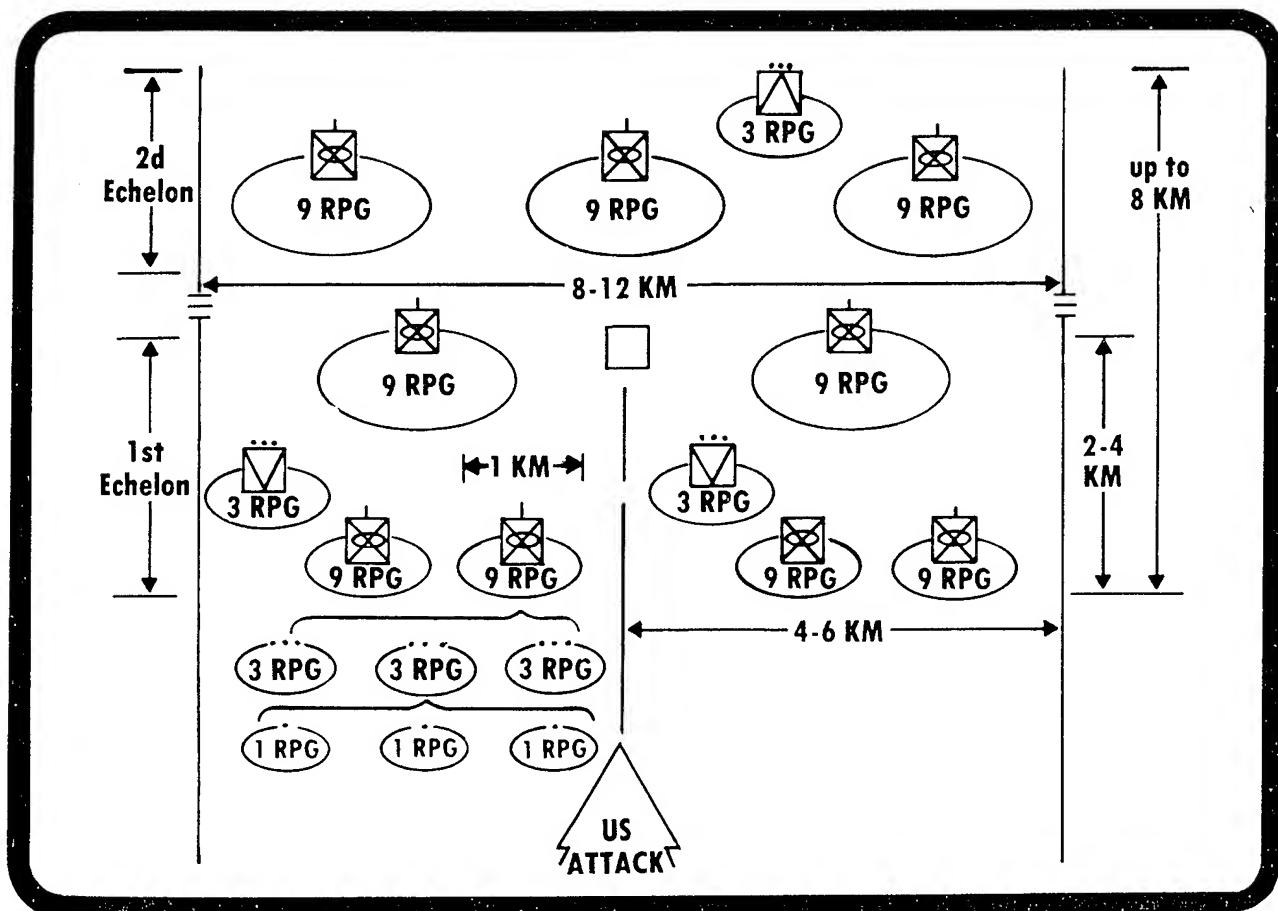 3 RPG
2d
Echelon
9 RPG
9 RPG
9 RPG
up to
8 KM
8-12 KM
9 RPG
9 RPG
1st
Echelon
1 KM
2-4
KM
3 RPG
3 RPG
9 RPG
9 RPG
9 RPG
9 RPG
4-6 KM
3 RPG
3 RPG
3 RPG
1 RPG
1 RPG
1 RPG
US
ATTACK